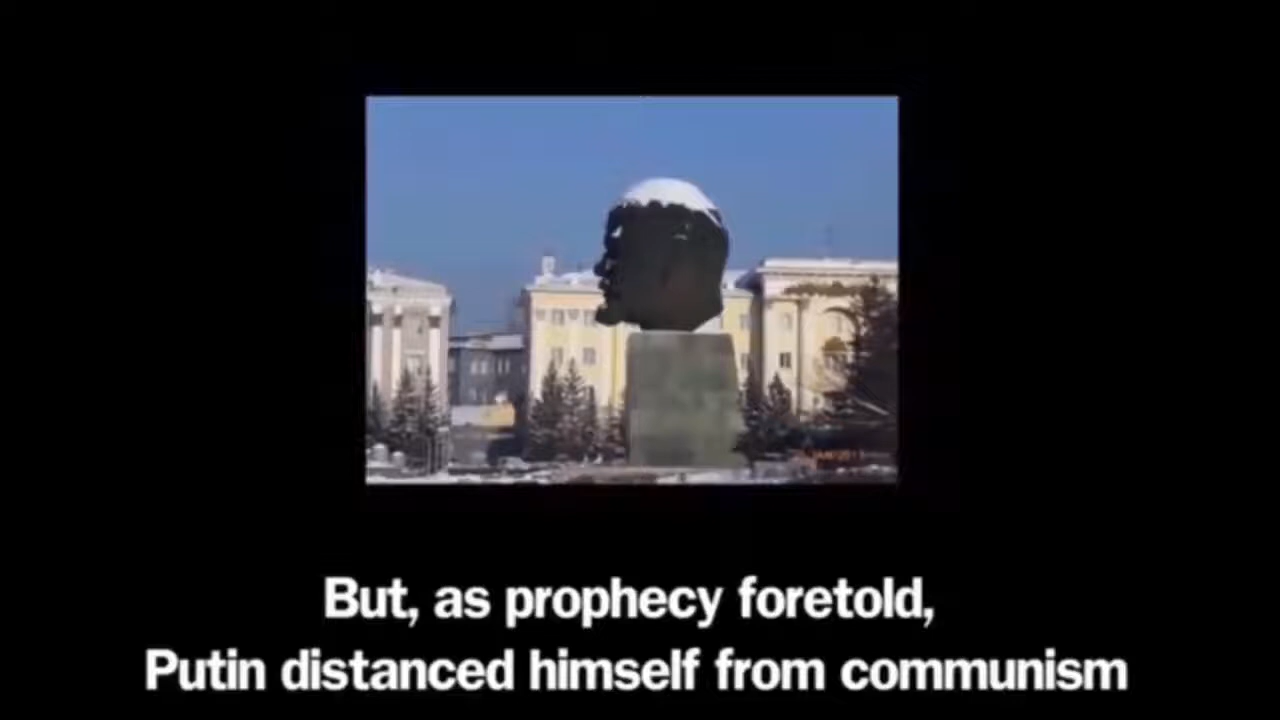 But, as prophecy foretold,
Putin distanced himself from communism